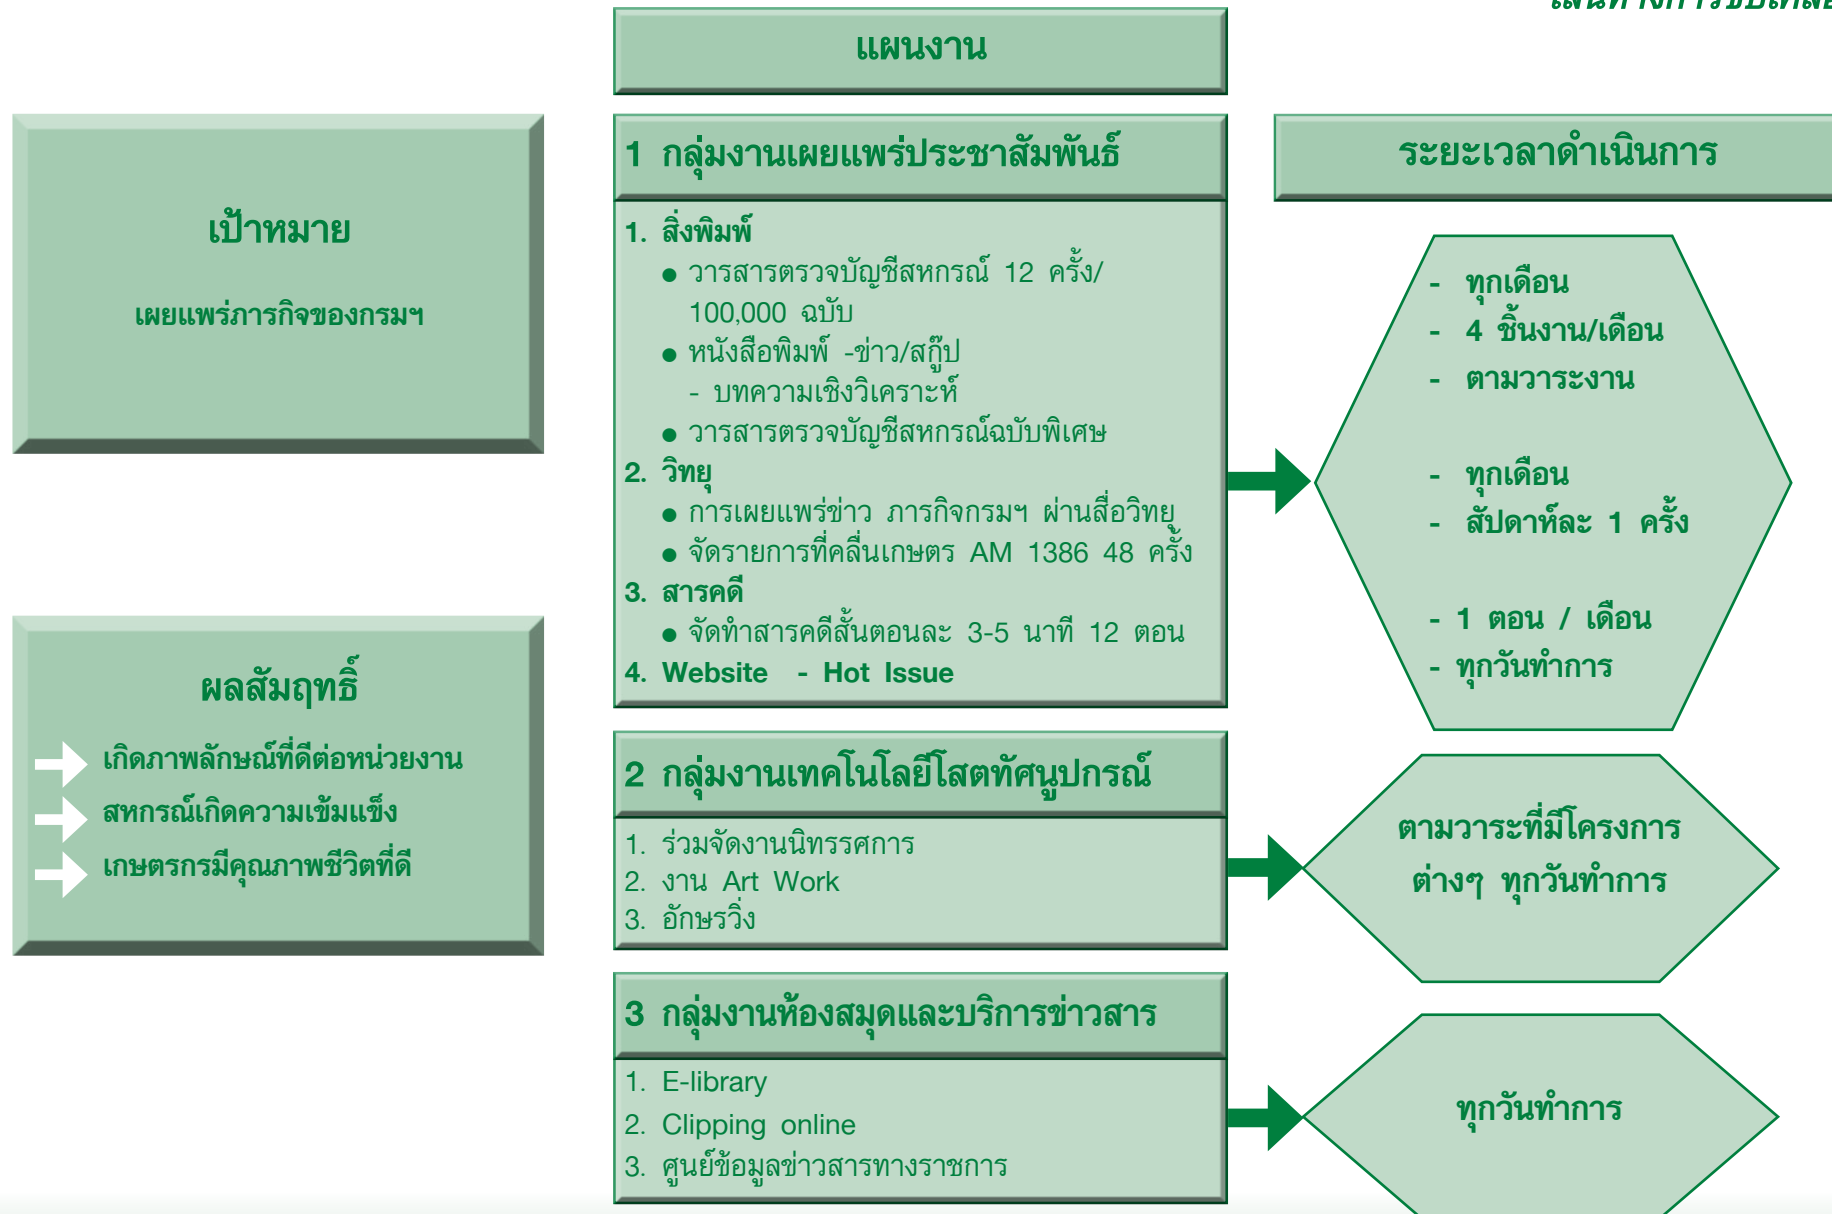 แผนงาน
เป้าหมาย
เผยแพร่ภารกิจของกรมฯ
ผลสัมฤทธิ์
เกิดภาพลักษณ์ที่ดีต่อหน่วยงาน
สหกรณ์เกิดความเข้มแข็ง
เกษตรกรมีคุณภาพชีวิตที่ดี
1 กลุ่มงานเผยแพร่ประชาสัมพันธ์
1. สิ่งพิมพ์
● วารสารตรวจบัญชีสหกรณ์ 12 ครั้ง/
100,000 ฉบับ
● หนังสือพิมพ์ -ข่าว/สกู๊ป
- บทความเชิงวิเคราะห์
● วารสารตรวจบัญชีสหกรณ์ฉบับพิเศษ
2. วิทยุ
● การเผยแพร่ข่าว ภารกิจกรมฯ ผ่านสื่อวิทยุ
● จัดรายการที่คลื่นเกษตร AM 1386 48 ครั้ง
3. สารคดี
● จัดทำสารคดีสั้นตอนละ 3-5 นาที 12 ตอน
4. Website - Hot Issue
2 กลุ่มงานเทคโนโลยีโสตทัศนูปกรณ์
1. ร่วมจัดงานนิทรรศการ
2. งาน Art Work
3. อักษรวิ่ง
3 กลุ่มงานห้องสมุดและบริการข่าวสาร
1. E-library
2. Clipping online
3. ศูนย์ข้อมูลข่าวสารทางราชการ
ระยะเวลาดำเนินการ
- ทุกเดือน
- 4 ชิ้นงาน/เดือน
- ตามวาระงาน
- ทุกเดือน
- สัปดาห์ละ 1 ครั้ง
- 1 ตอน / เดือน
- ทุกวันทำการ
ตามวาระที่มีโครงการ
ต่างๆ ทุกวันทำการ
ทุกวันทำการ